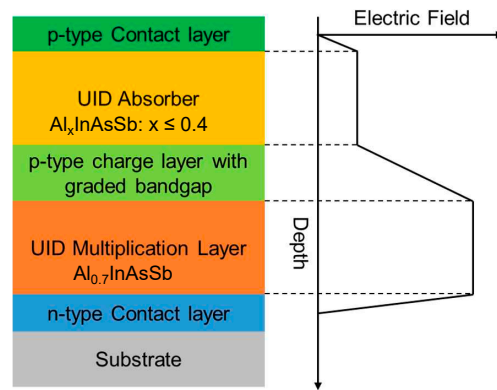 Electric Field
p-type Contact layer
UID Absorber
AlₓInAsSb: x ≤ 0.4
p-type charge layer with
graded bandgap
UID Multiplication Layer
Al₀.₇InAsSb
Depth
n-type Contact layer
Substrate